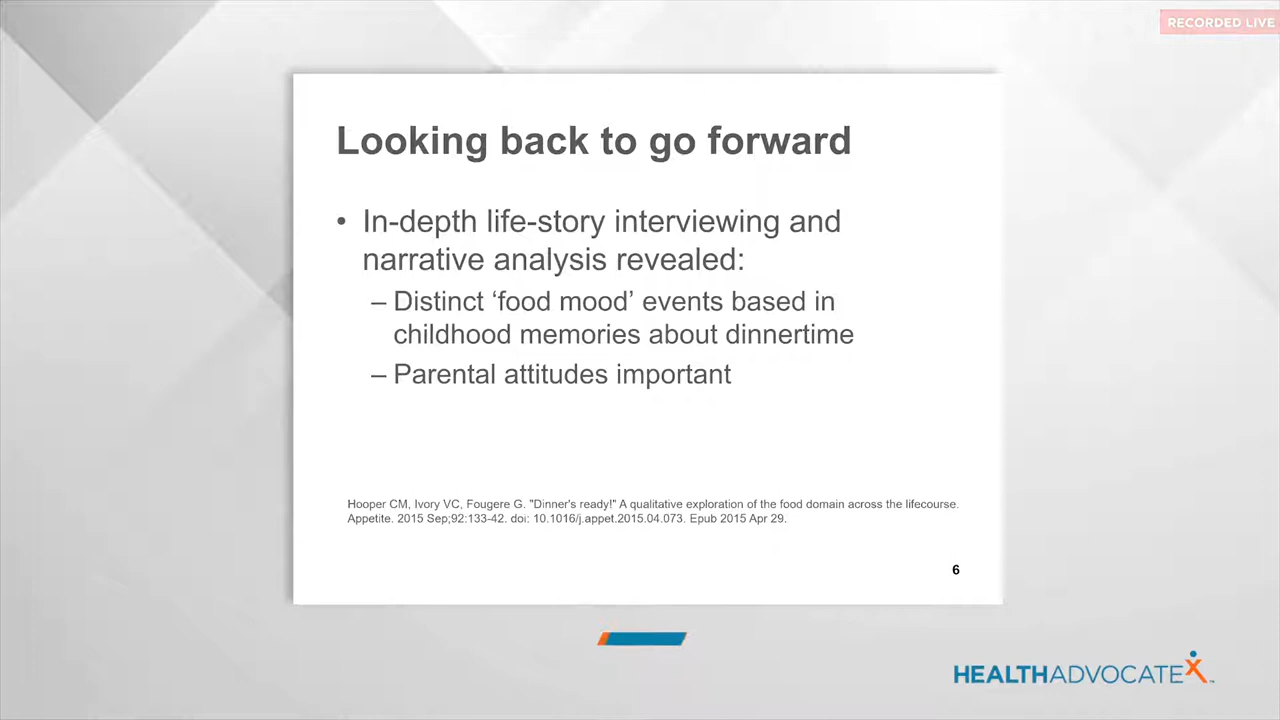 RECORDED LIVE
Looking back to go forward
• In-depth life-story interviewing and
narrative analysis revealed:
– Distinct ‘food mood’ events based in
childhood memories about dinnertime
– Parental attitudes important
Hooper CM, Ivory VC, Fougere G. "Dinner's ready!" A qualitative exploration of the food domain across the lifecourse.
Appetite. 2015 Sep;92:133-42. doi: 10.1016/j.appet.2015.04.073. Epub 2015 Apr 29.
6
HEALTHADVOCATEX™